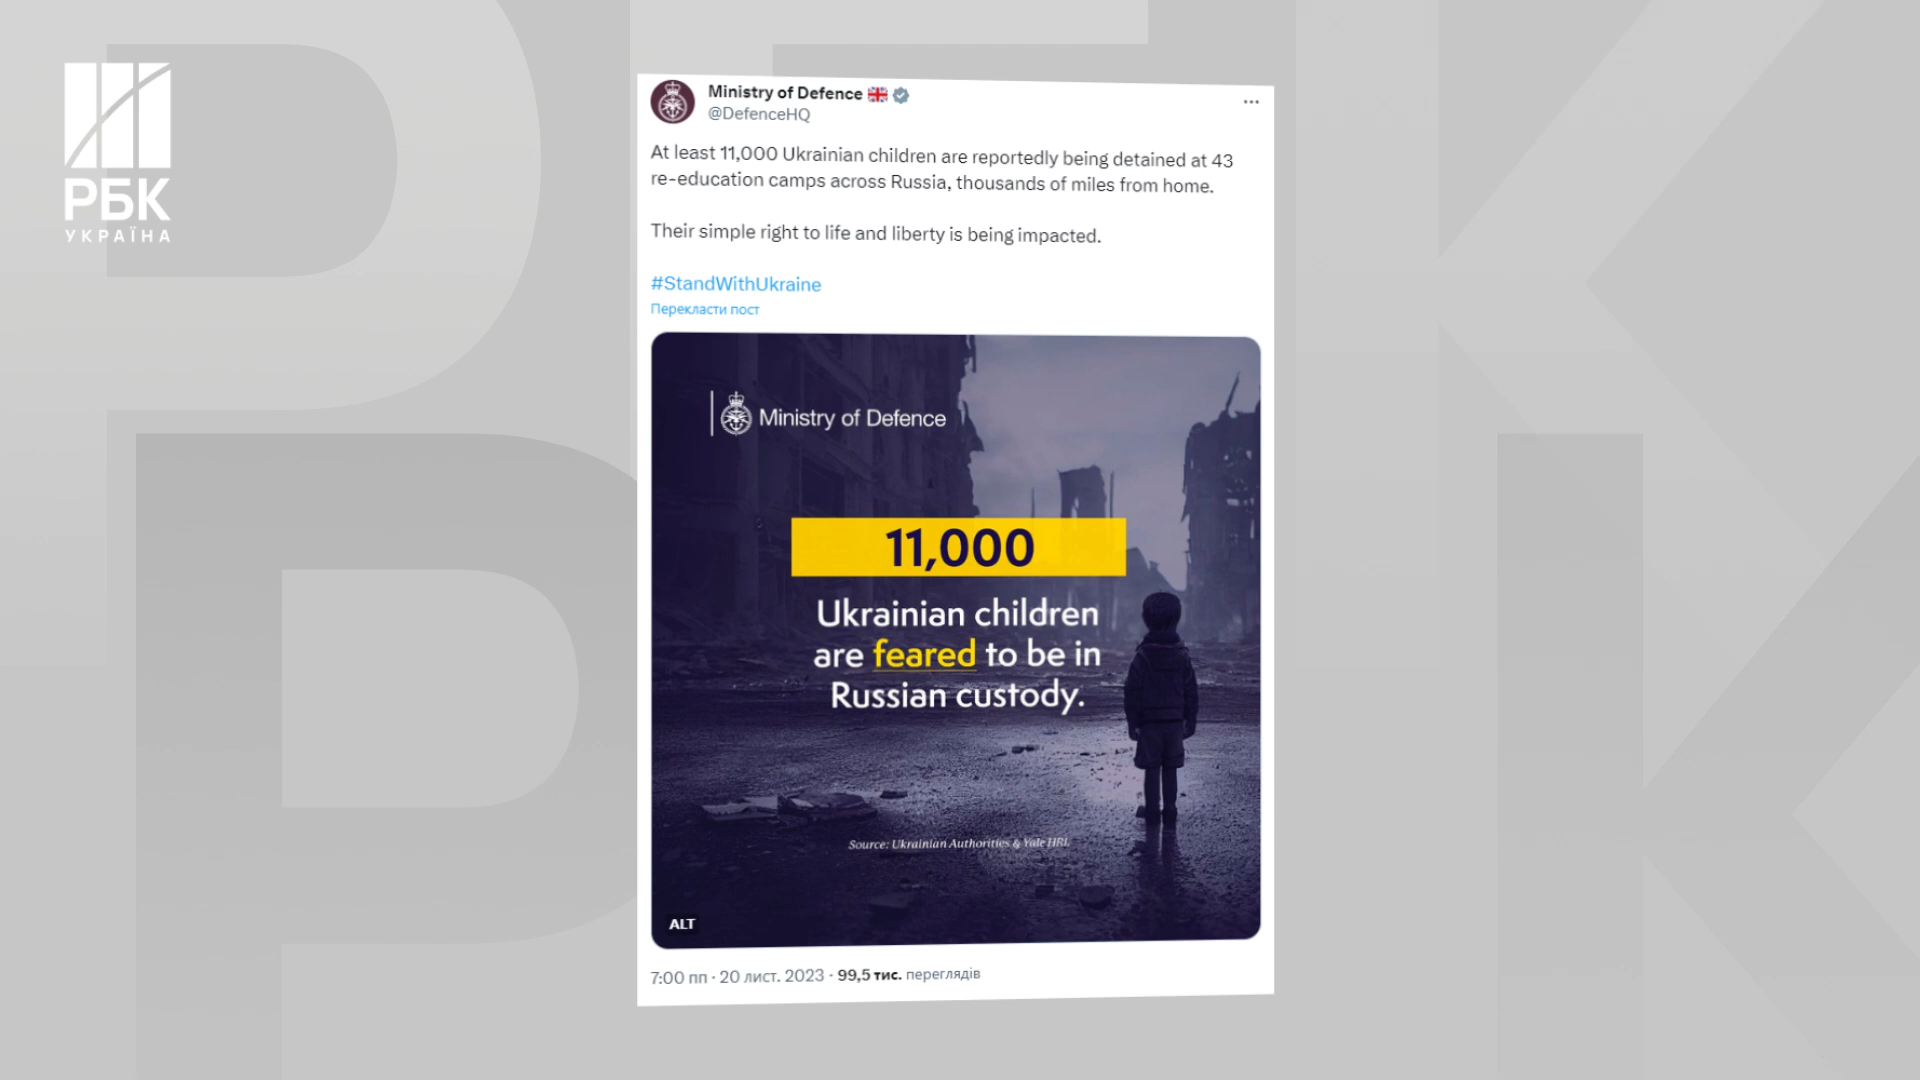 РБК
УКРАЇНА
Ministry of Defence
@DefenceHQ
At least 11,000 Ukrainian children are reportedly being detained at 43
re-education camps across Russia, thousands of miles from home.
Their simple right to life and liberty is being impacted.
#StandWithUkraine
Перекласти пост
Ministry of Defence
11,000
Ukrainian children
are feared to be in
Russian custody.
Source: Ukrainian Authorities & Yale HRL
ALT
7:00 пп · 20 лист. 2023 · 99,5 тис. переглядів